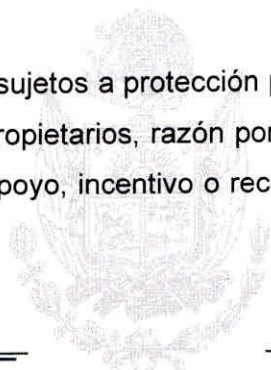 sujetos a protección p
ropietarios, razón por
poyo, incentivo o rec